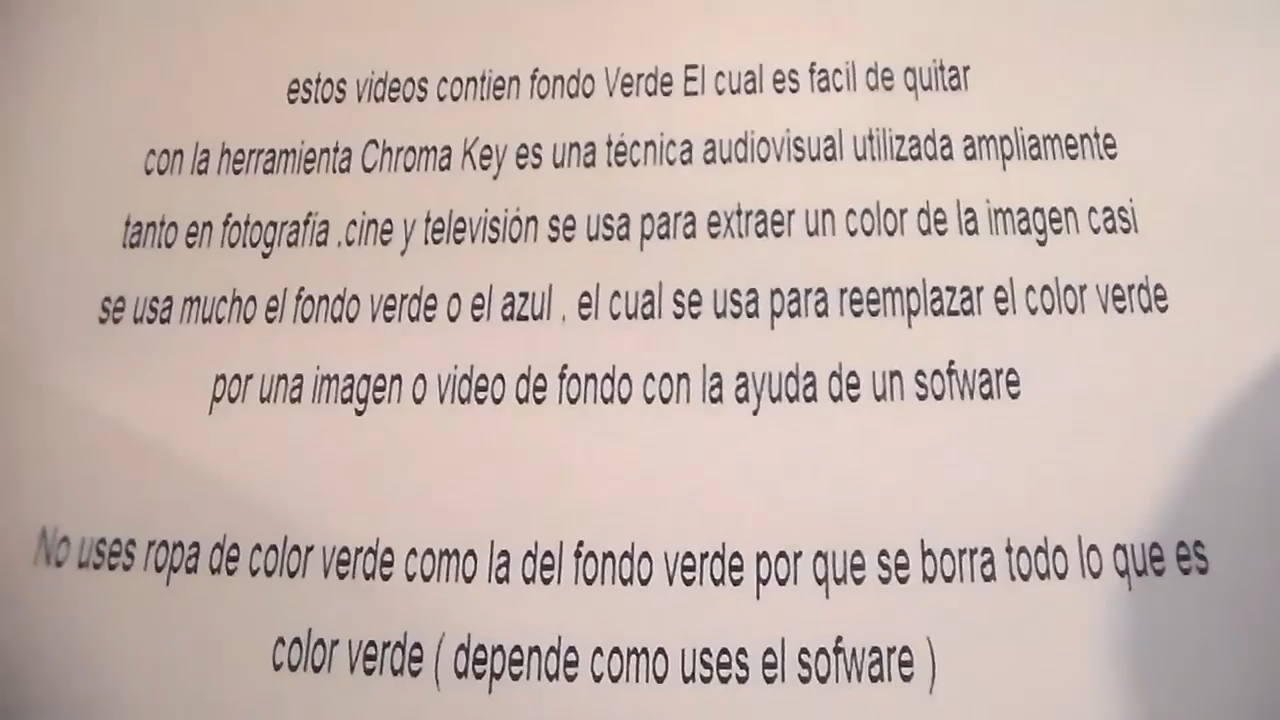 estos videos contien fondo Verde El cual es facil de quitar
con la herramienta Chroma Key es una técnica audiovisual utilizada ampliamente
tanto en fotografía .cine y televisión se usa para extraer un color de la imagen casi
se usa mucho el fondo verde o el azul , el cual se usa para reemplazar el color verde
por una imagen o video de fondo con la ayuda de un sofware
No uses ropa de color verde como la del fondo verde por que se borra todo lo que es
color verde ( depende como uses el sofware )